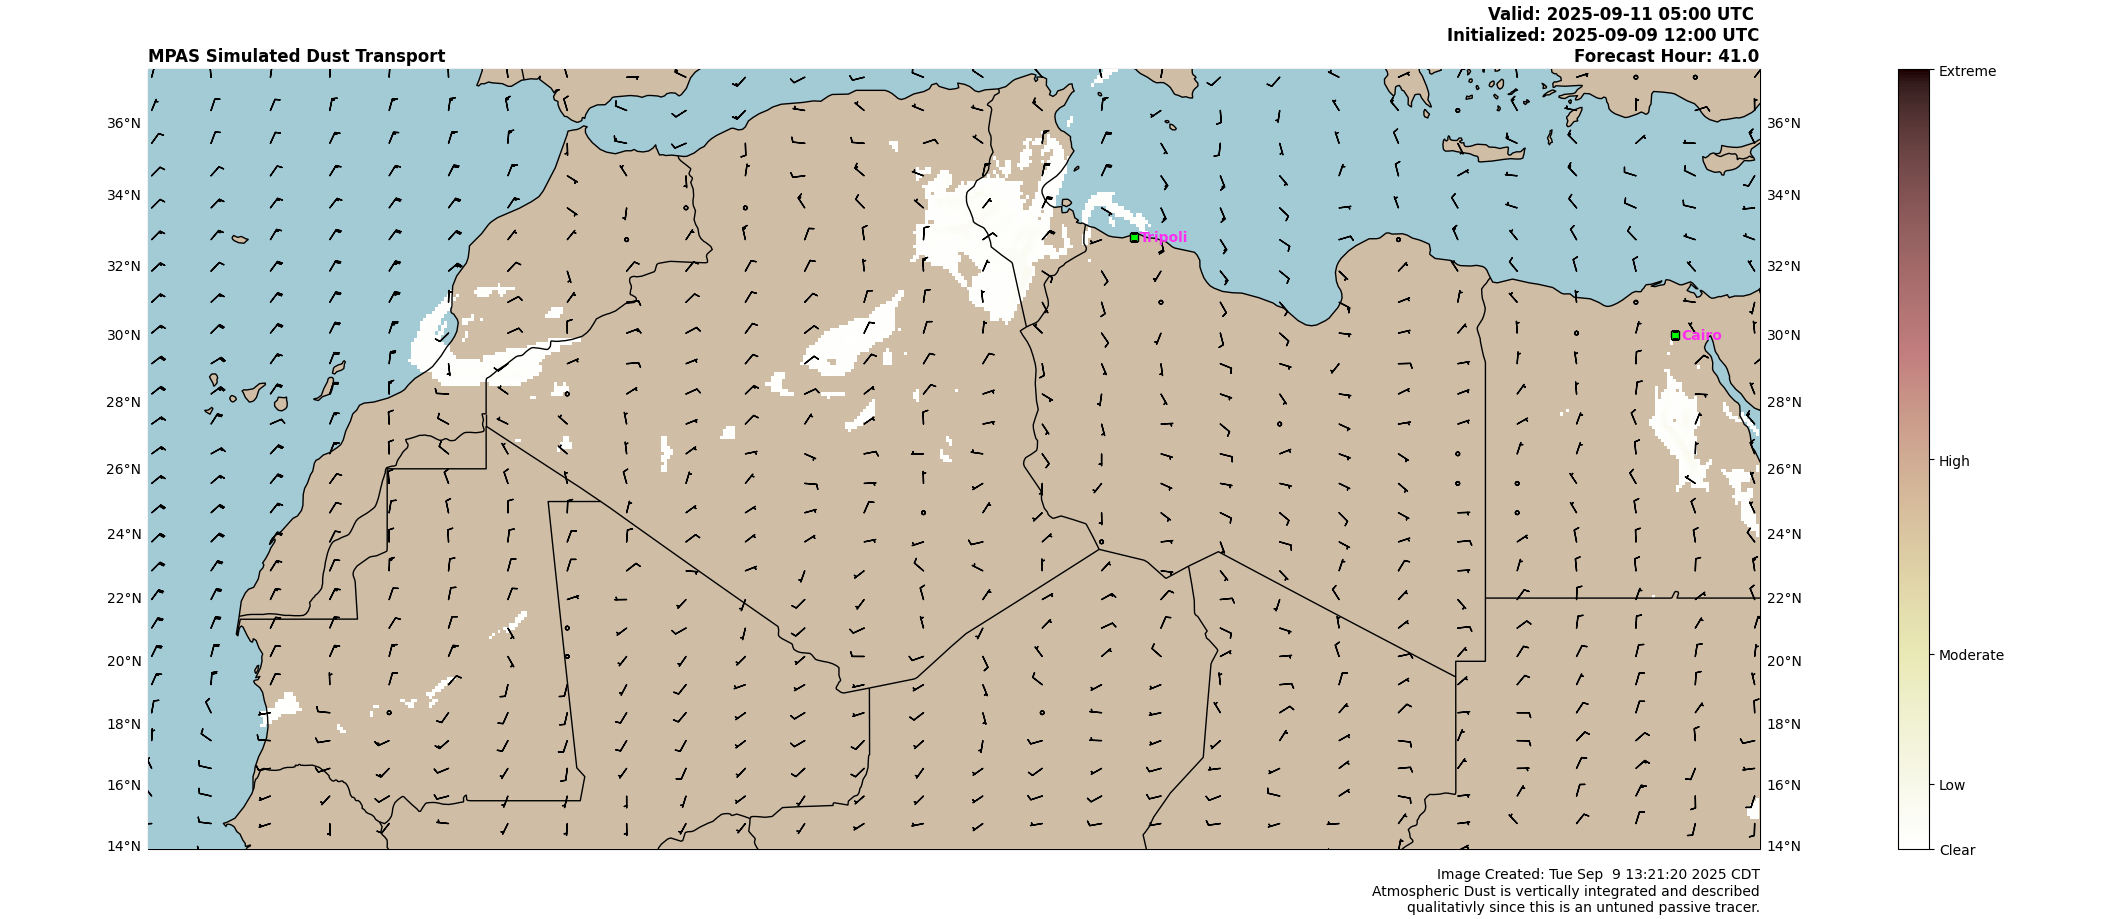 Valid: 2025-09-11 05:00 UTC
Initialized: 2025-09-09 12:00 UTC
MPAS Simulated Dust Transport
Forecast Hour: 41.0
Extreme
36°N 36°N
34°N 34°N
Tripoli
32°N 32°N
30°N Cairo 30°N
28°N 28°N
26°N 26°N
High
24°N 24°N
22°N 22°N
20°N 20°N
Moderate
18°N 18°N
16°N 16°N
Low
14°N 14°N
Clear
Image Created: Tue Sep  9 13:21:20 2025 CDT
Atmospheric Dust is vertically integrated and described
qualitativly since this is an untuned passive tracer.